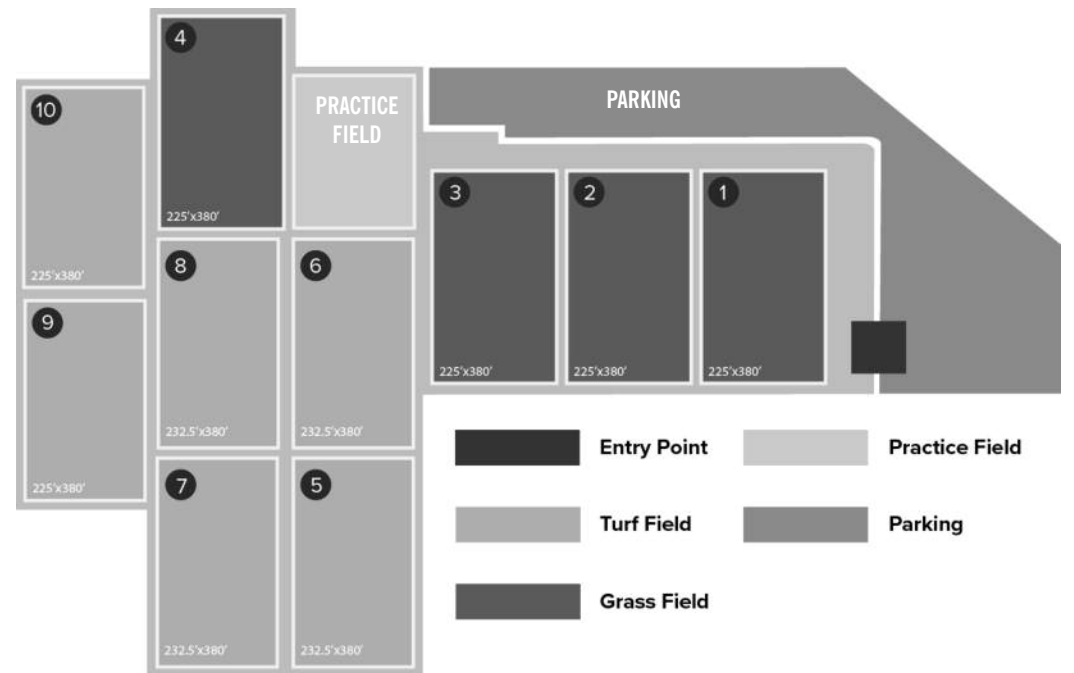 4
10
PRACTICE
FIELD
PARKING
3
2
1
225'x380'
8
6
225'x380'
9
225'x380'
225'x380'
225'x380'
232.5'x380'
232.5'x380'
Entry Point
Practice Field
7
5
225'x380'
Turf Field
Parking
Grass Field
232.5'x380'
232.5'x380'